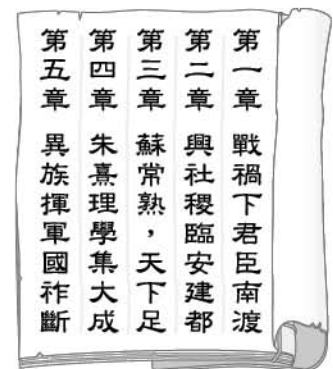 第一章 戰禍下君臣南渡
第二章 興社稷臨安建都
第三章 蘇常熟，天下足
第四章 朱熹理學集大成
第五章 異族揮軍國祚斷